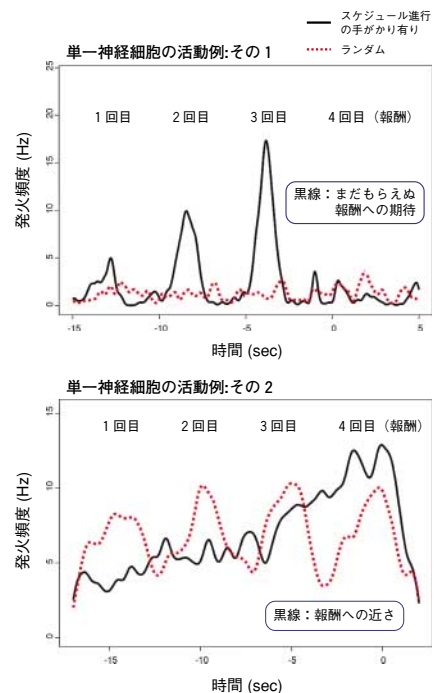 スケジュール進行
の手がかり有り
ランダム
単一神経細胞の活動例:その 1
1 回目 2 回目 3 回目 4 回目（報酬）
黒線：まだもらえぬ
報酬への期待
発火頻度 (Hz)
25
20
15
10
5
0
-15 -10 -5 0 5
時間 (sec)
単一神経細胞の活動例:その 2
1 回目 2 回目 3 回目 4 回目（報酬）
発火頻度 (Hz)
15
10
5
0
黒線：報酬への近さ
-15 -10 -5 0
時間 (sec)